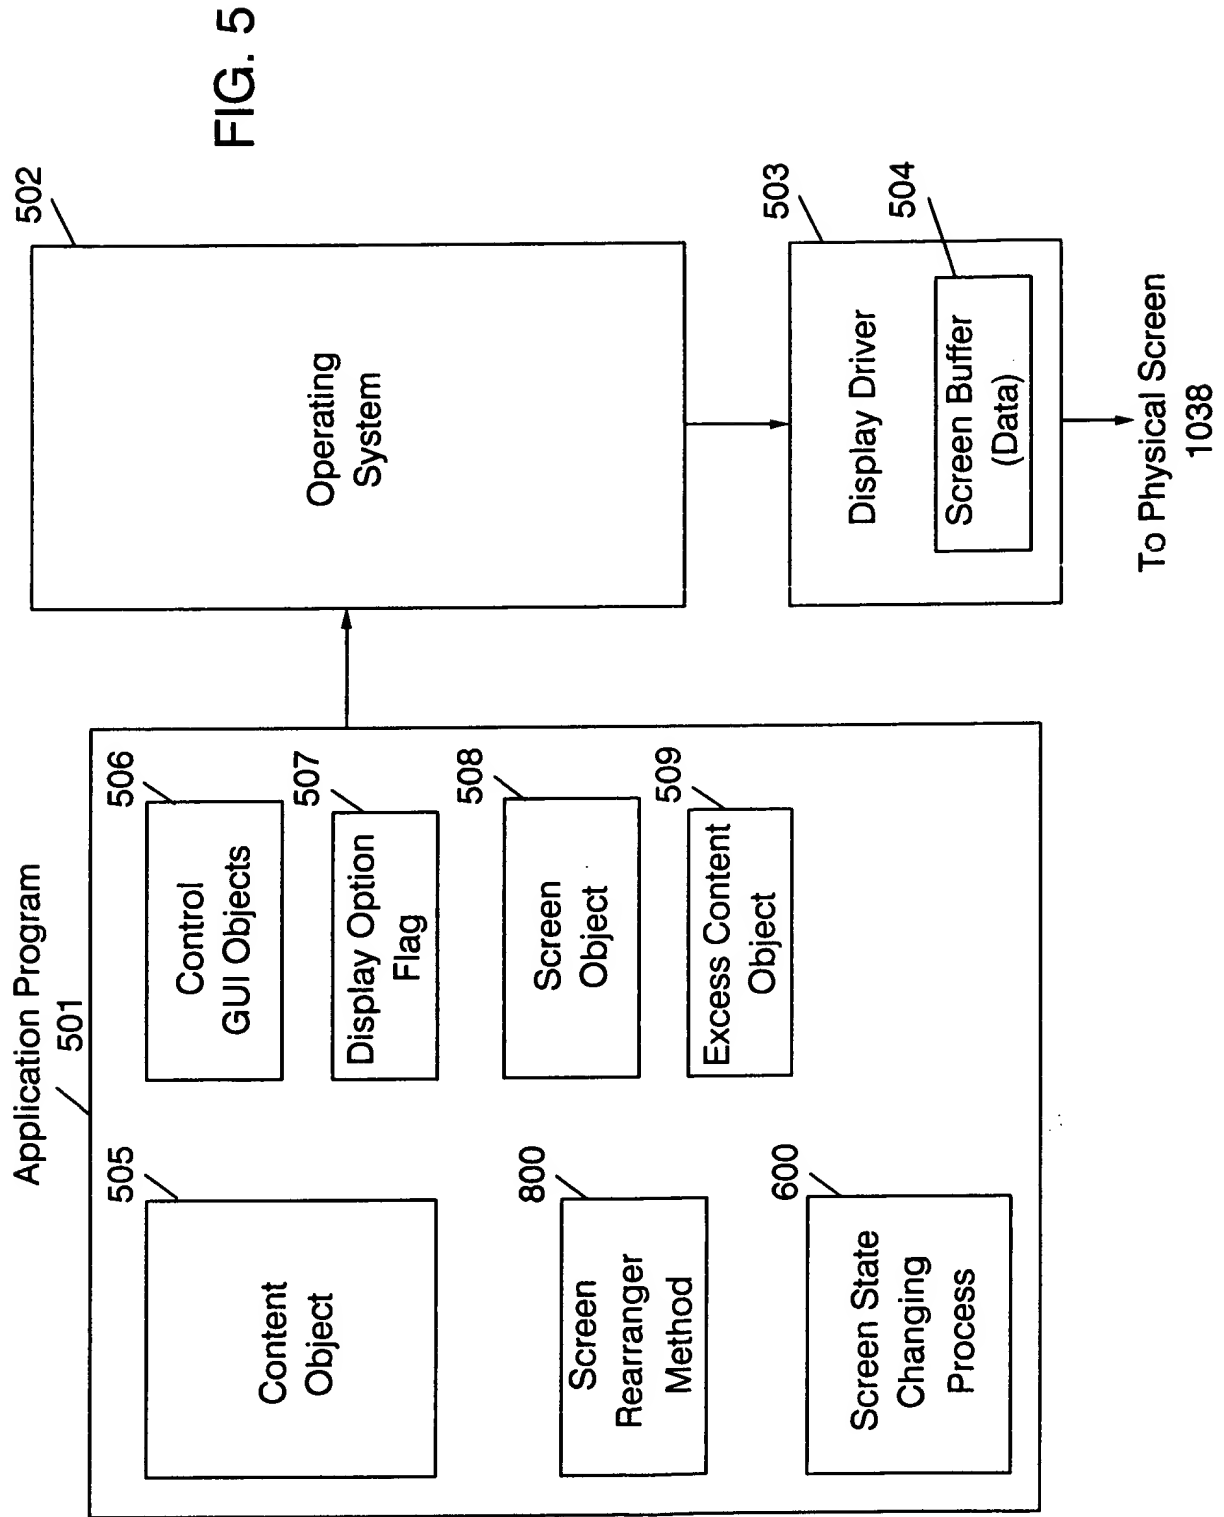 FIG. 5
Application Program
501
505
Content
Object
800
Screen
Rearranger
Method
600
Screen State
Changing
Process
506
Control
GUI Objects
507
Display Option
Flag
508
Screen
Object
509
Excess Content
Object
502
Operating
System
503
Display Driver
504
Screen Buffer
(Data)
To Physical Screen
1038